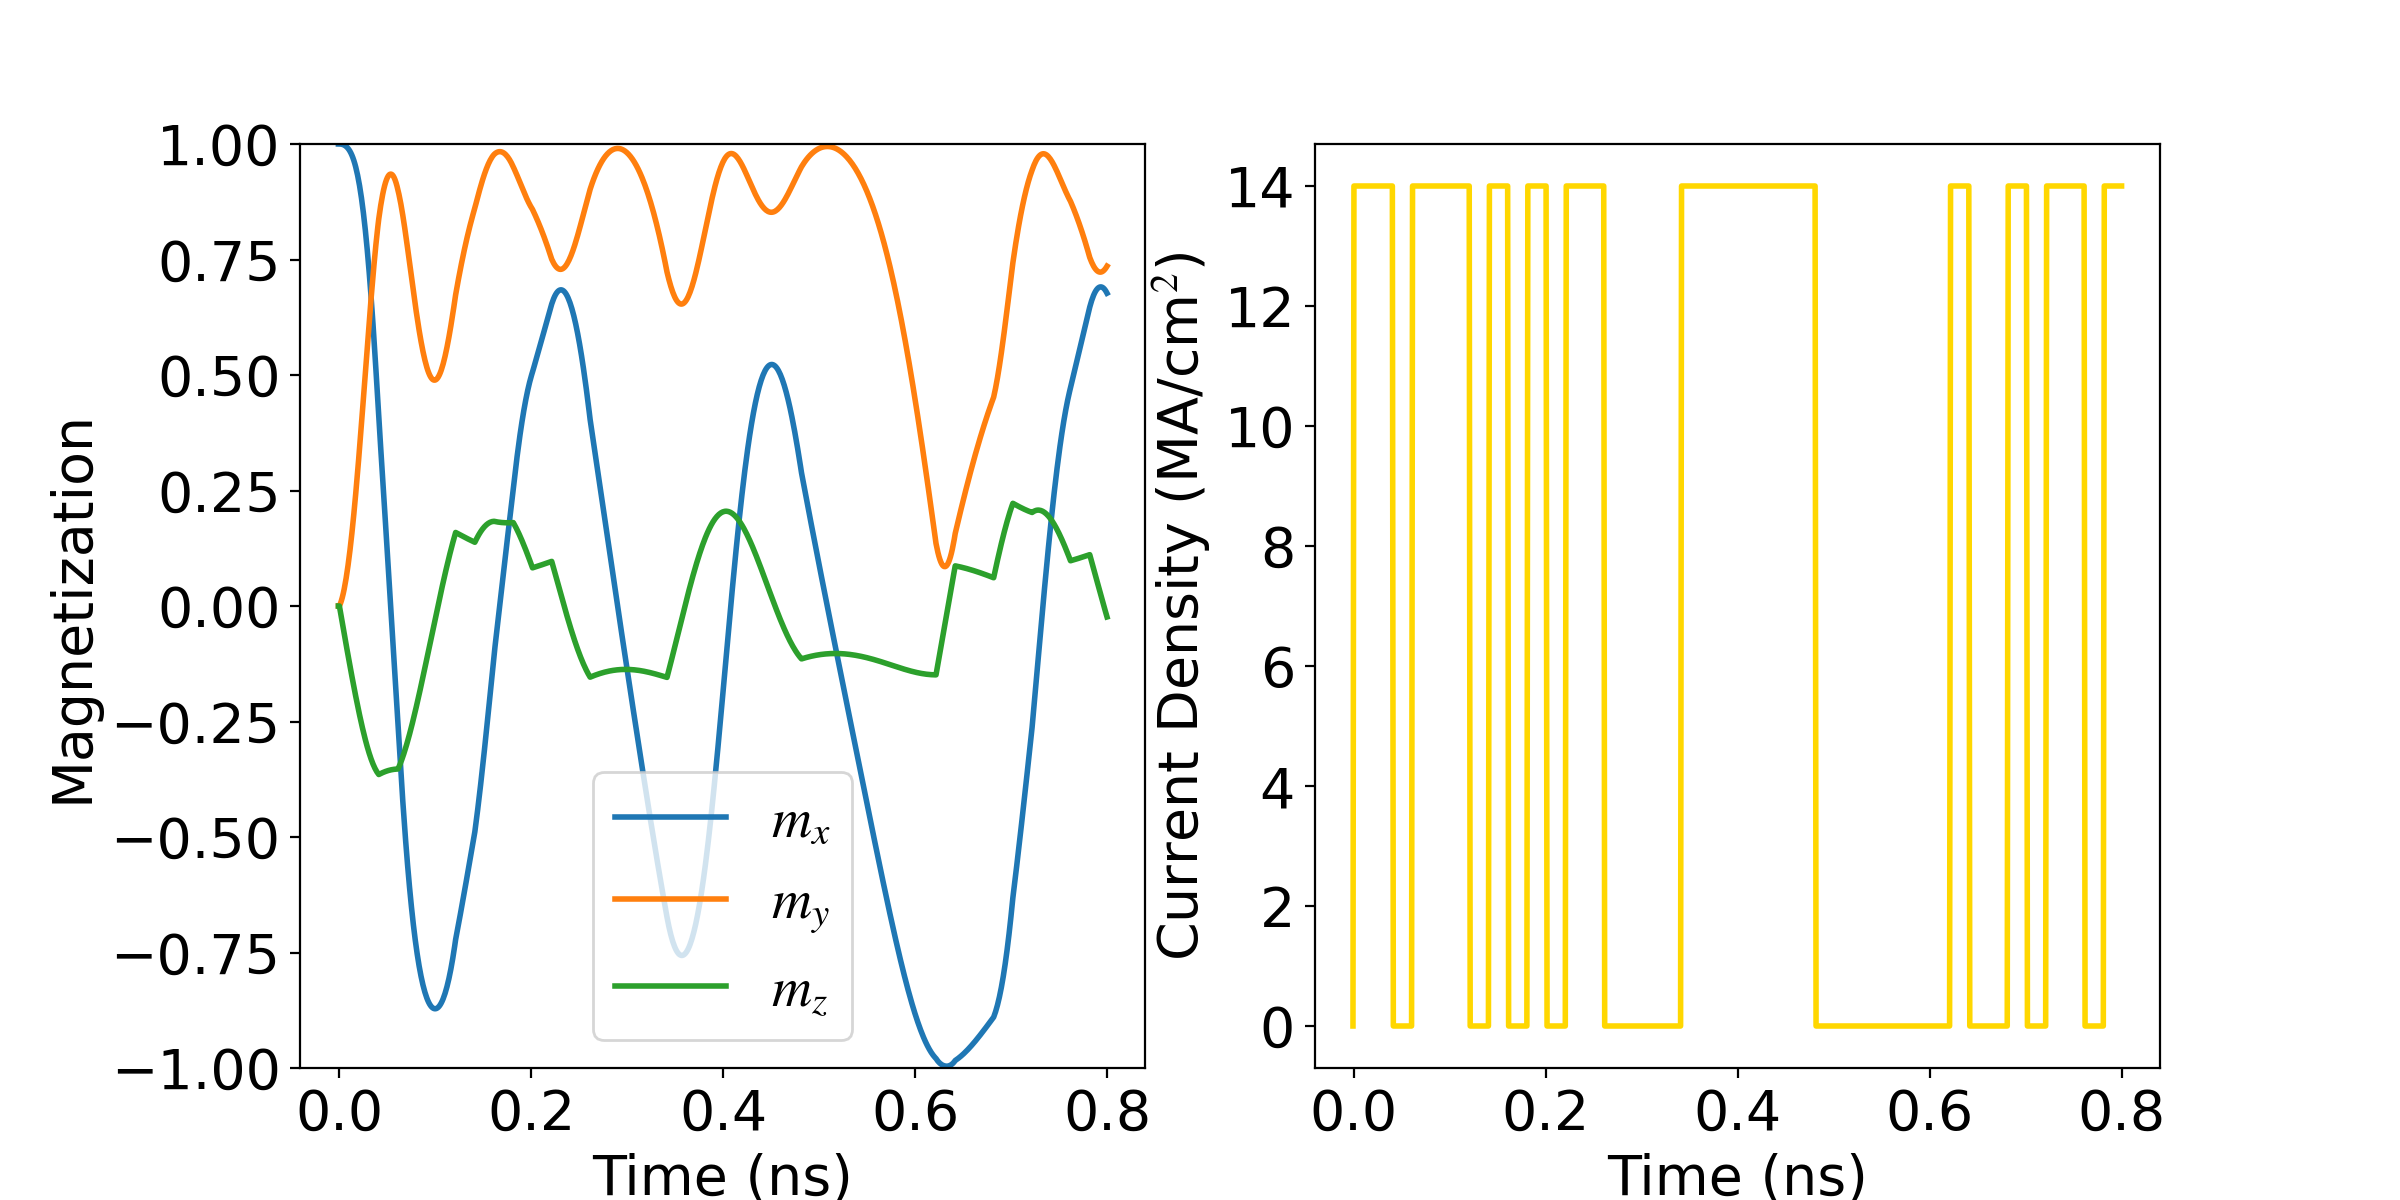 1.00
0.75
0.50
0.25
0.00
−0.25
−0.50
−0.75
−1.00
Magnetization
0.0 0.2 0.4 0.6 0.8
Time (ns)
m_x
m_y
m_z
14
12
10
8
6
4
2
0
Current Density (MA/cm²)
0.0 0.2 0.4 0.6 0.8
Time (ns)